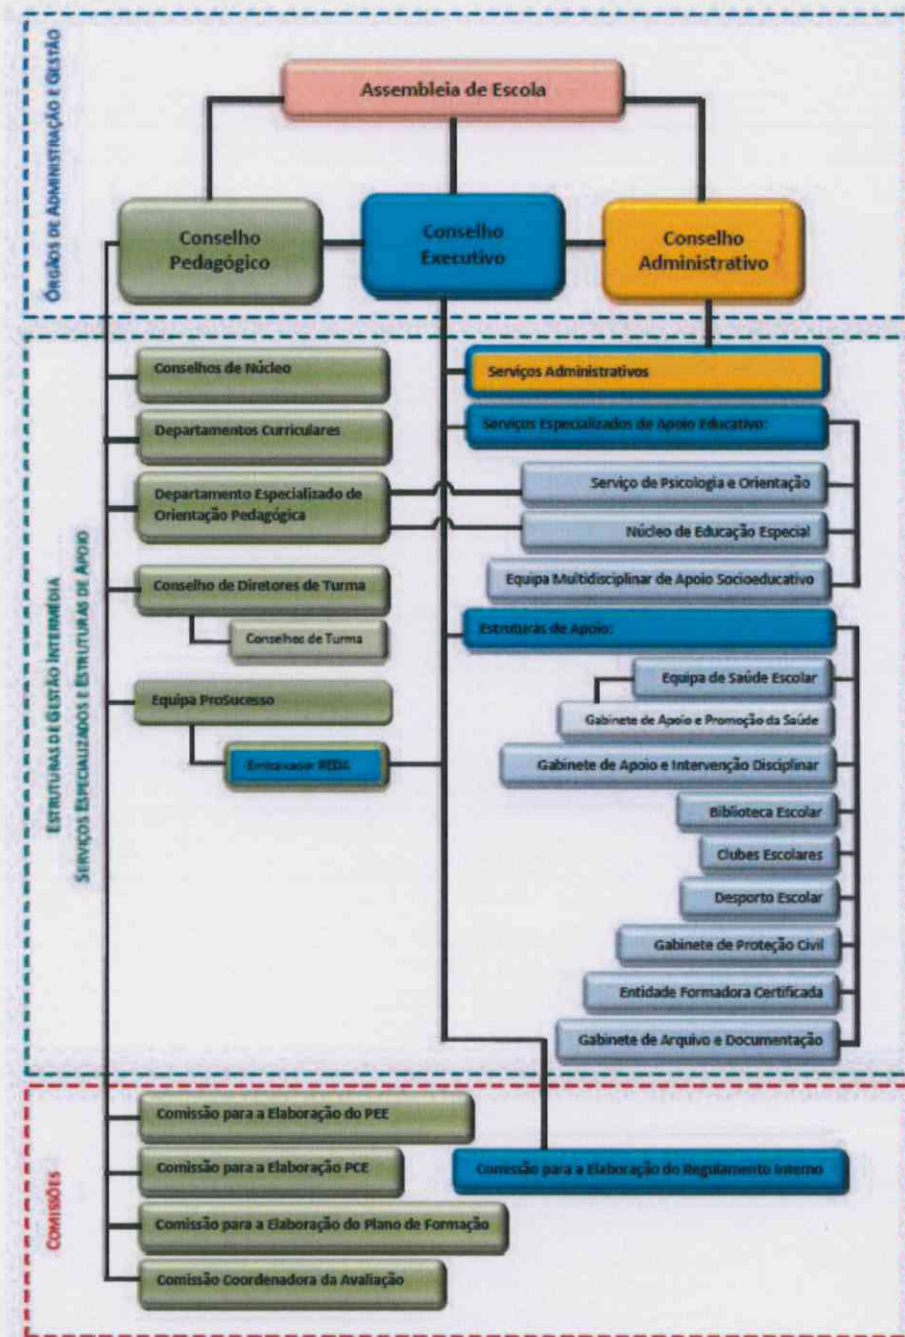 ÓRGÃOS DE ADMINISTRAÇÃO E GESTÃO
Assembleia de Escola
Conselho
Pedagógico
Conselho
Executivo
Conselho
Administrativo
ESTRUTURAS DE GESTÃO INTERMÉDIA
SERVIÇOS ESPECIALIZADOS E ESTRUTURAS DE APOIO
Conselhos de Núcleo
Departamentos Curriculares
Departamento Especializado de
Orientação Pedagógica
Conselho de Diretores de Turma
Conselhos de Turma
Equipa ProSucesso
Embaixador REDA
Serviços Administrativos
Serviços Especializados de Apoio Educativo:
Serviço de Psicologia e Orientação
Núcleo de Educação Especial
Equipa Multidisciplinar de Apoio Socioeducativo
Estruturas de Apoio:
Equipa de Saúde Escolar
Gabinete de Apoio e Promoção da Saúde
Gabinete de Apoio e Intervenção Disciplinar
Biblioteca Escolar
Clubes Escolares
Desporto Escolar
Gabinete de Proteção Civil
Entidade Formadora Certificada
Gabinete de Arquivo e Documentação
COMISSÕES
Comissão para a Elaboração do PEE
Comissão para a Elaboração PCE
Comissão para a Elaboração do Plano de Formação
Comissão Coordenadora da Avaliação
Comissão para a Elaboração do Regulamento Interno